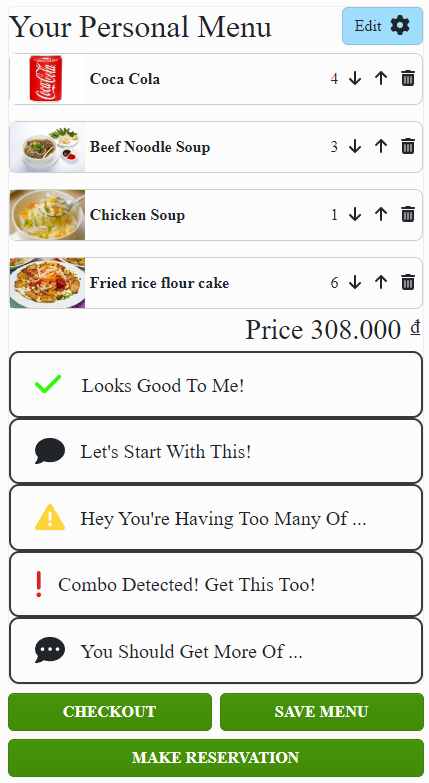 Your Personal Menu
Edit
Coca Cola 4
Beef Noodle Soup 3
Chicken Soup 1
Fried rice flour cake 6
Price 308.000 ₫
Looks Good To Me!
Let's Start With This!
Hey You're Having Too Many Of ...
Combo Detected! Get This Too!
You Should Get More Of ...
CHECKOUT
SAVE MENU
MAKE RESERVATION